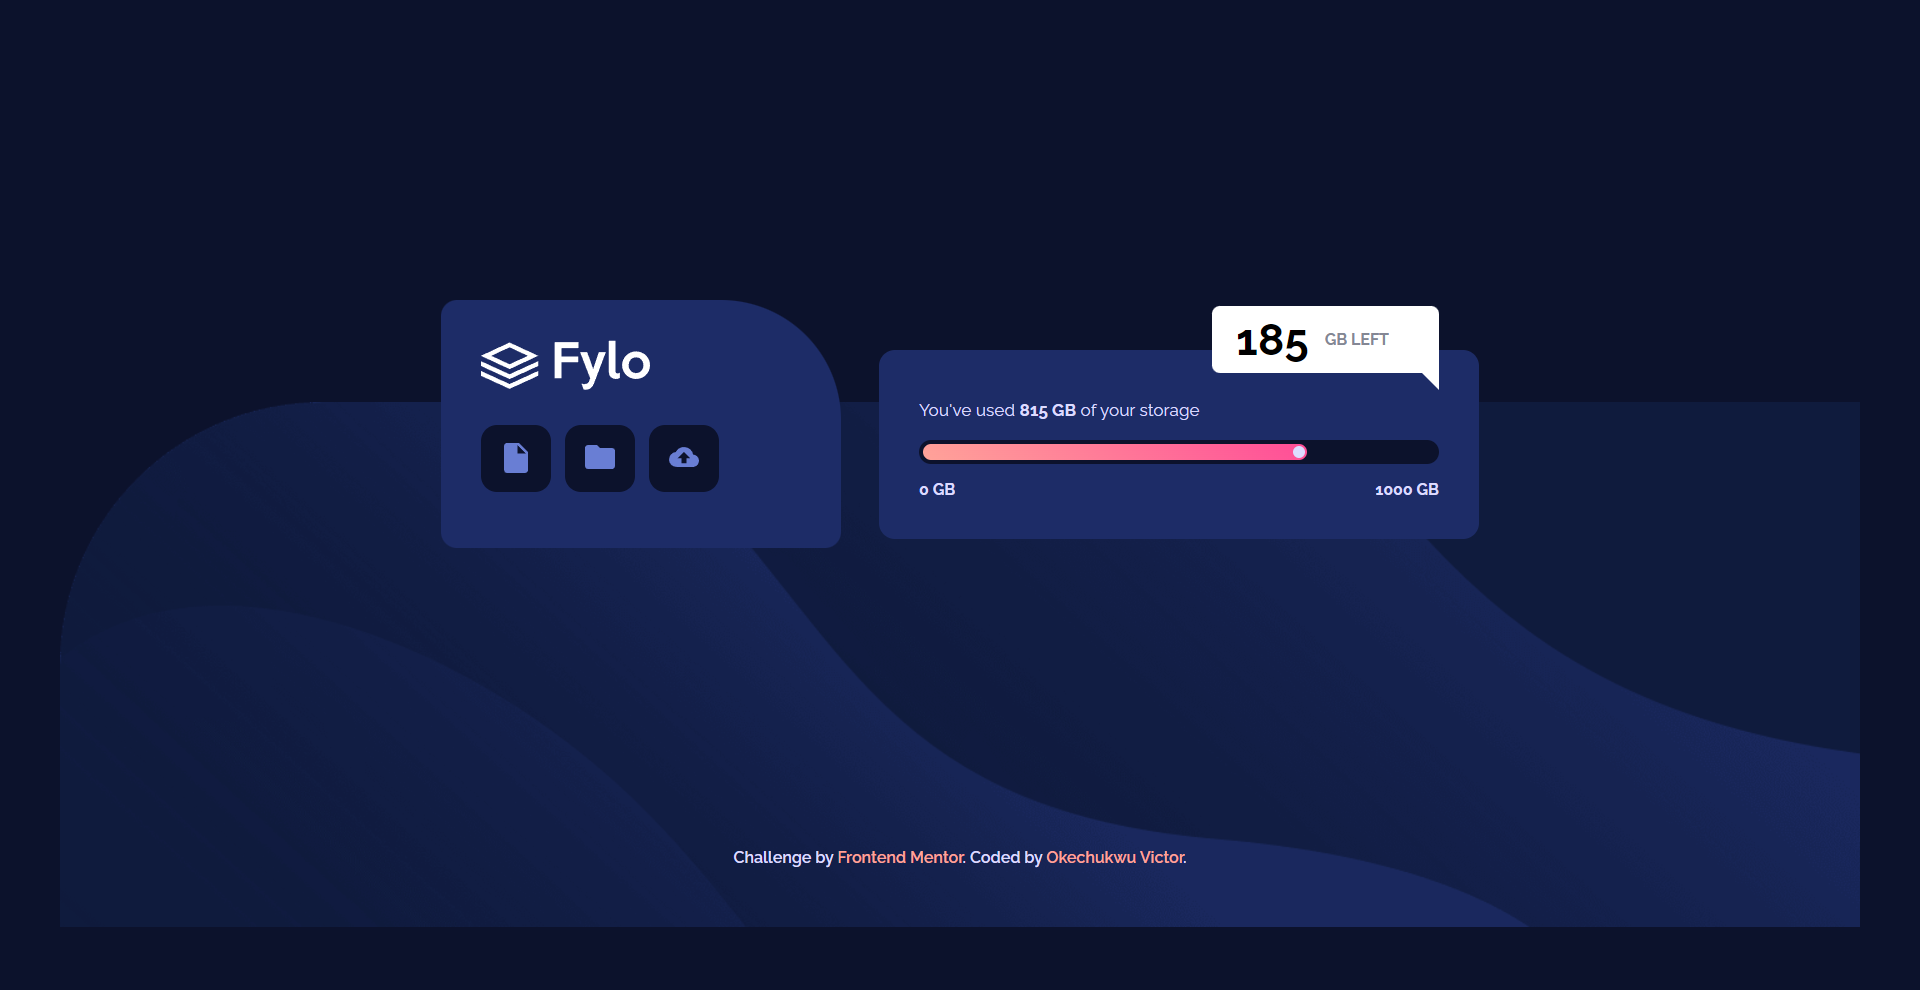 Fylo
185 GB LEFT
You've used 815 GB of your storage
0 GB
1000 GB
Challenge by Frontend Mentor. Coded by Okechukwu Victor.